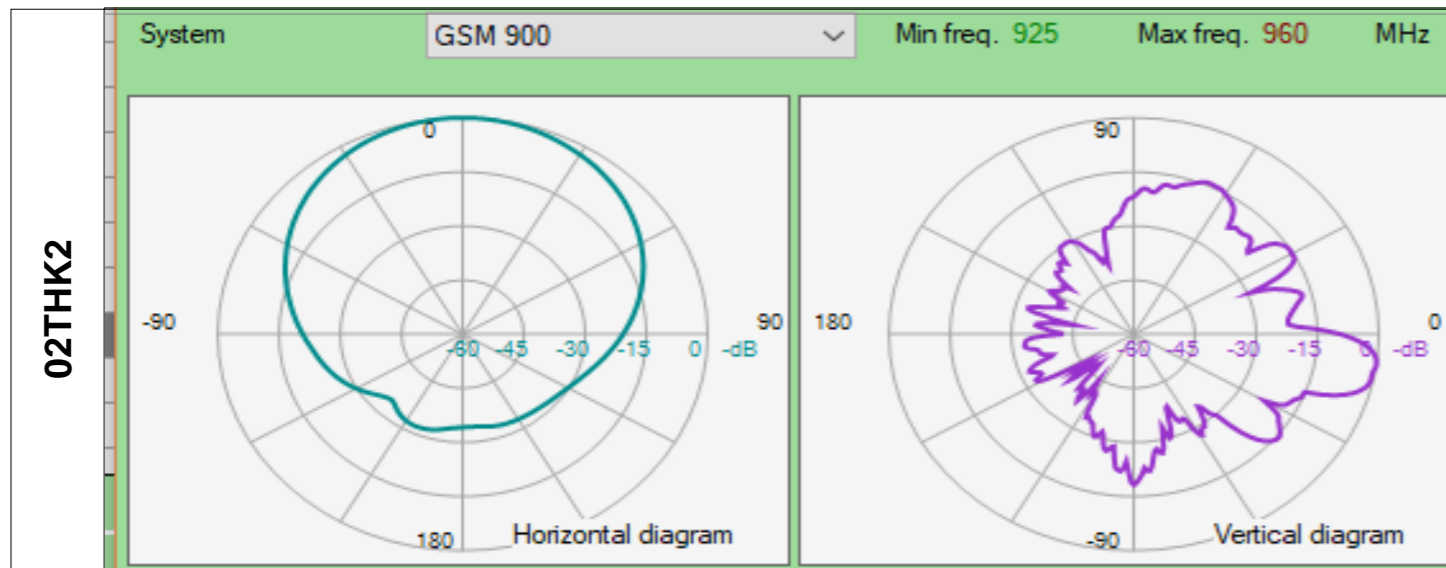 02THK2
System GSM 900 Min freq. 925 Max freq. 960 MHz
0
-90 90
-60 -45 -30 -15 0 -dB
180 Horizontal diagram
90
180 0
-60 -45 -30 -15 0 -dB
-90 Vertical diagram